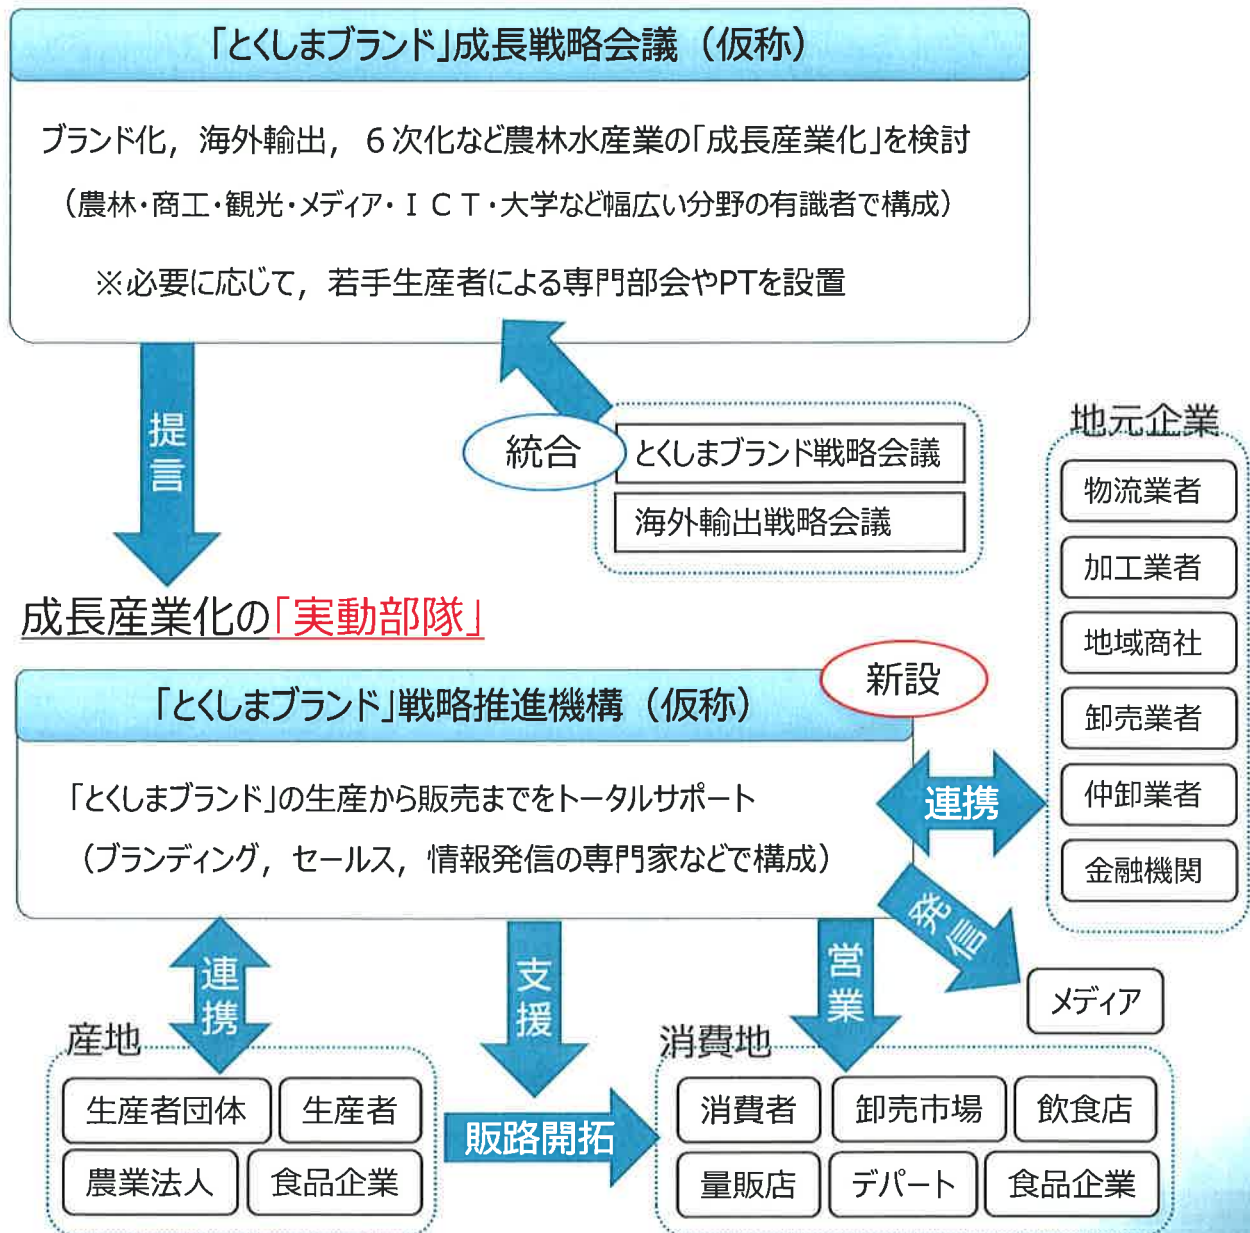 「とくしまブランド」成長戦略会議（仮称）
ブランド化，海外輸出，６次化など農林水産業の「成長産業化」を検討
（農林・商工・観光・メディア・ＩＣＴ・大学など幅広い分野の有識者で構成）
※必要に応じて，若手生産者による専門部会やPTを設置
提言
統合
とくしまブランド戦略会議
海外輸出戦略会議
地元企業
物流業者
加工業者
地域商社
卸売業者
仲卸業者
金融機関
成長産業化の「実動部隊」
新設
「とくしまブランド」戦略推進機構（仮称）
「とくしまブランド」の生産から販売までをトータルサポート
（ブランディング，セールス，情報発信の専門家などで構成）
連携
発信
メディア
連携
支援
営業
産地
生産者団体
生産者
農業法人
食品企業
販路開拓
消費地
消費者
卸売市場
飲食店
量販店
デパート
食品企業